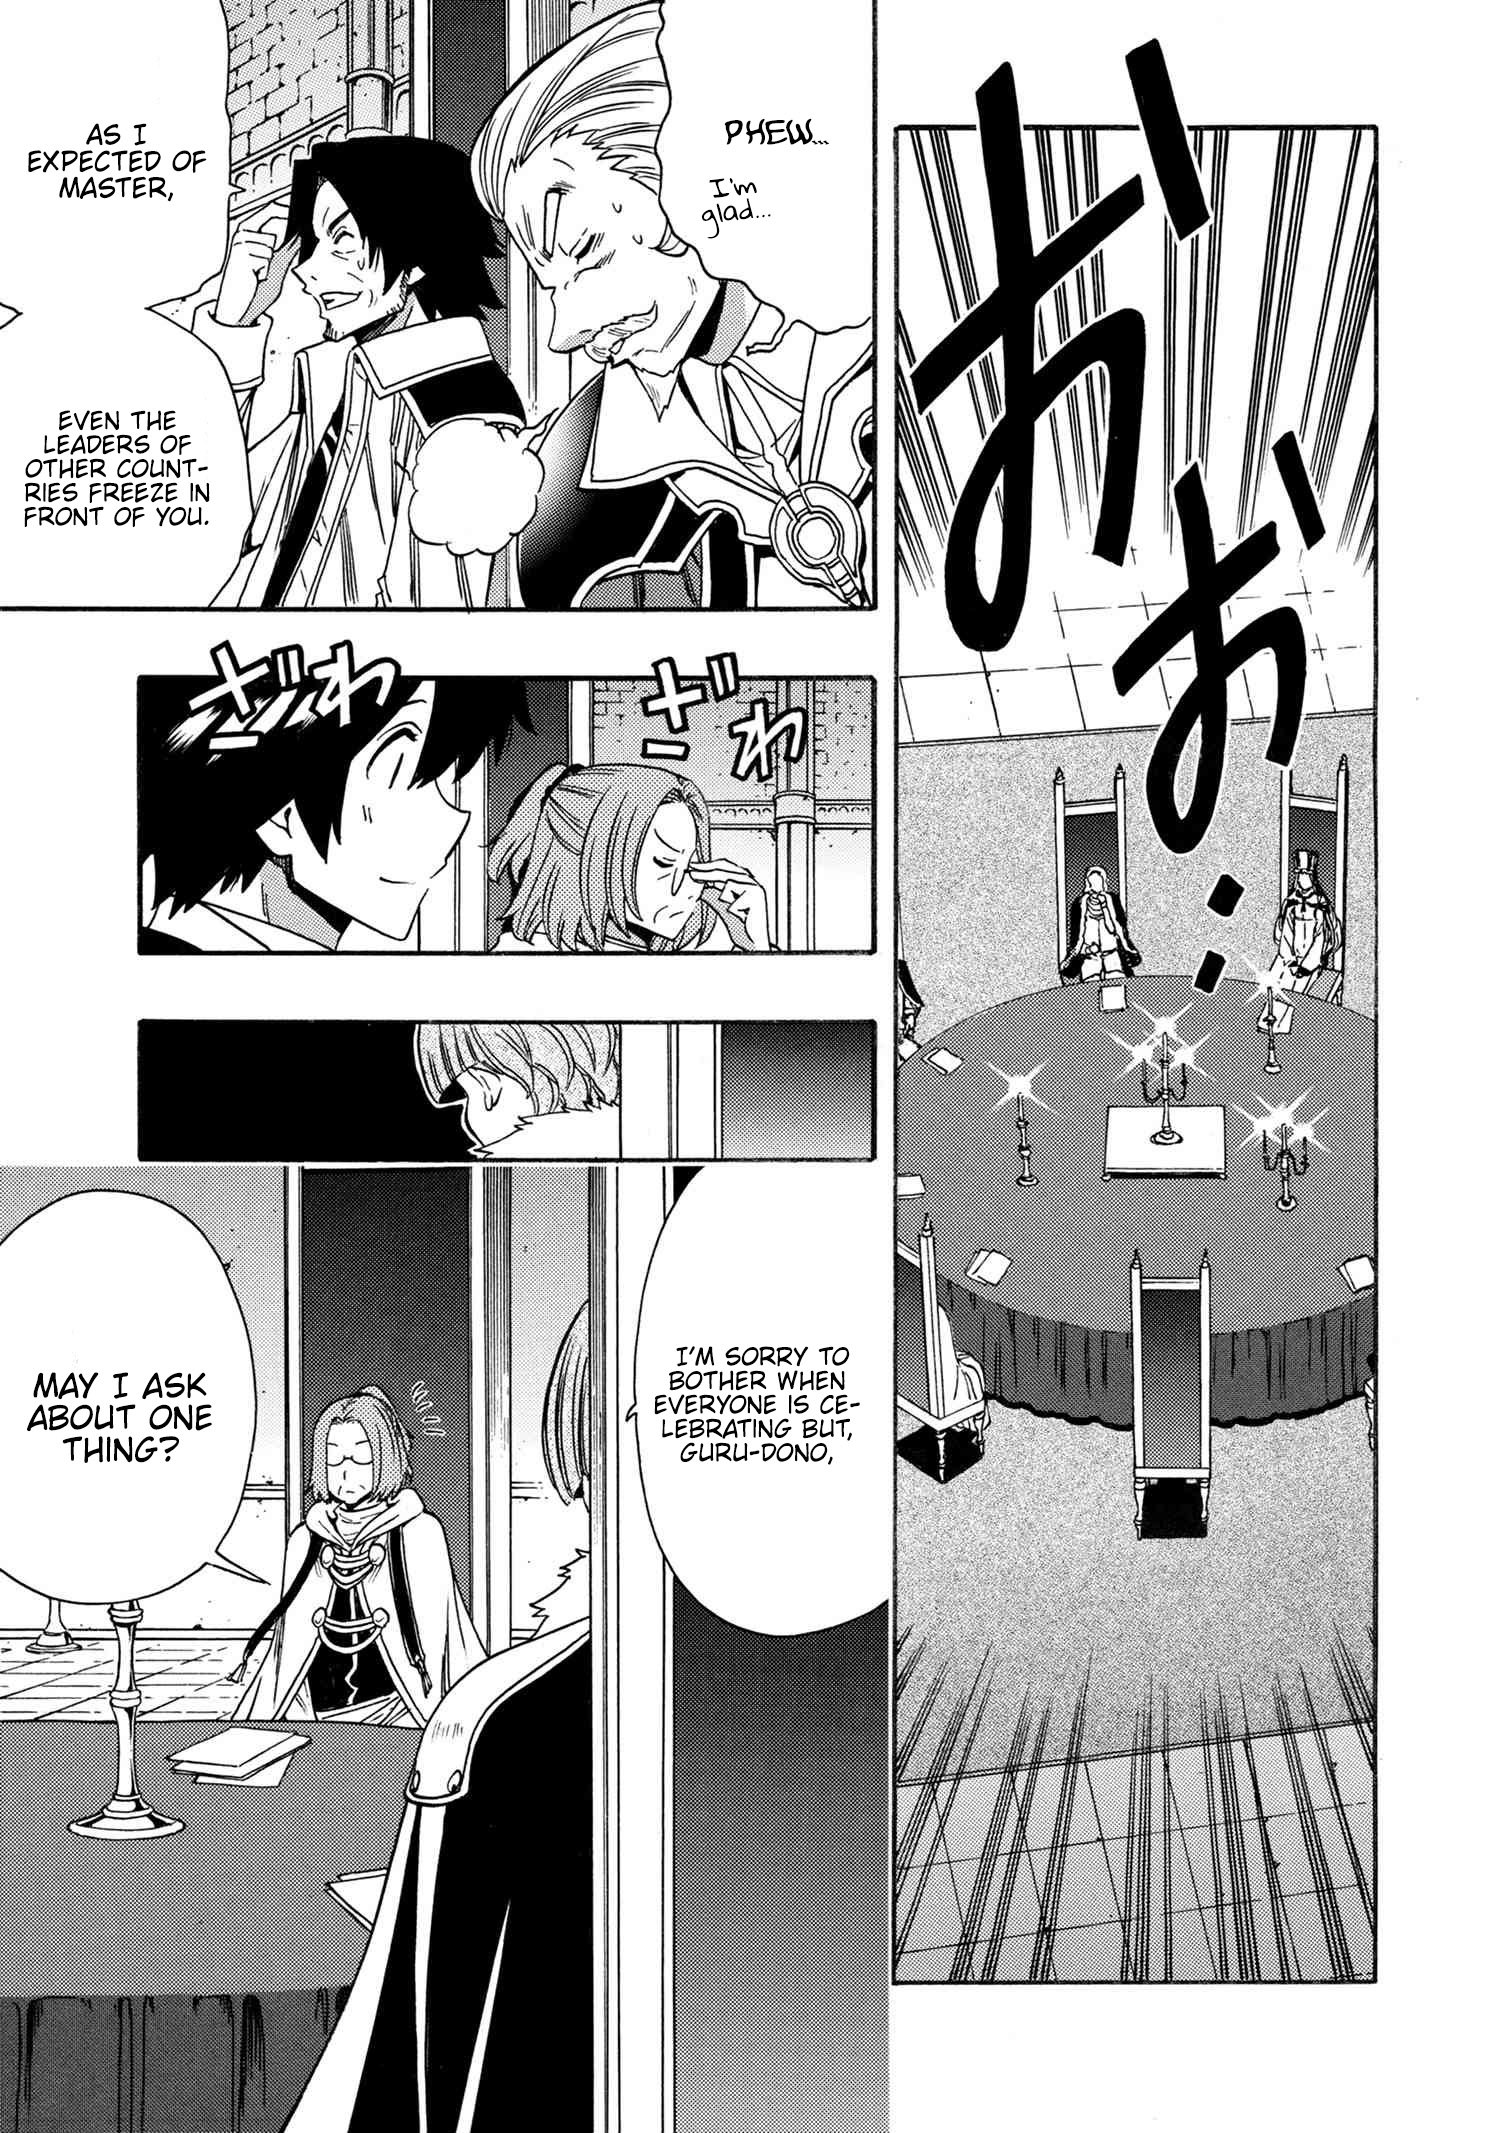 おお
PHEW...
I'm
glad...
AS I
EXPECTED OF
MASTER,
EVEN THE
LEADERS OF
OTHER COUNT-
RIES FREEZE IN
FRONT OF YOU.
ざわ
ざわ
I'M SORRY TO
BOTHER WHEN
EVERYONE IS CE-
LEBRATING BUT,
GURU-DONO,
MAY I ASK
ABOUT ONE
THING?